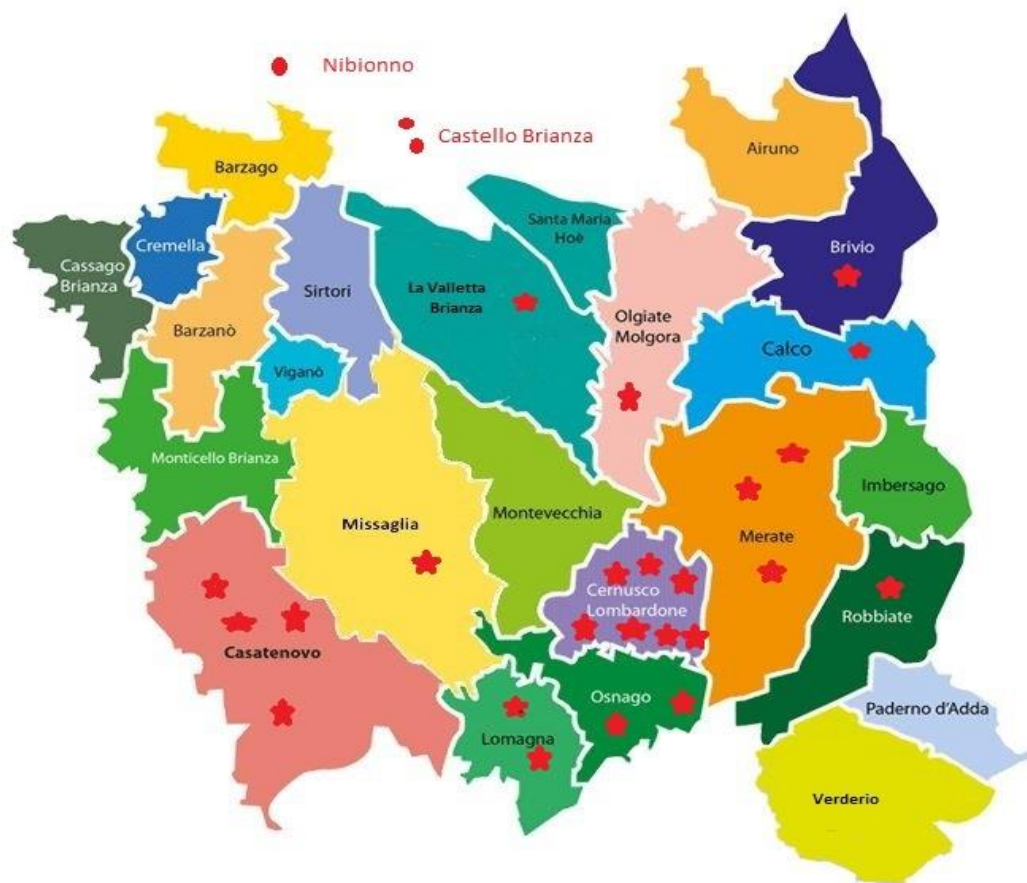 Nibionno
Castello Brianza
Barzago
Airuno
Cremella
Santa Maria
Hoè
Brivio
Cassago
Brianza
Sirtori
La Valletta
Brianza
Olgiate
Molgora
Barzanò
Calco
Viganò
Monticello Brianza
Imbersago
Montevecchia
Missaglia
Merate
Cernusco
Lombardone
Robbiate
Casatenovo
Osnago
Paderno d'Adda
Lomagna
Verderio